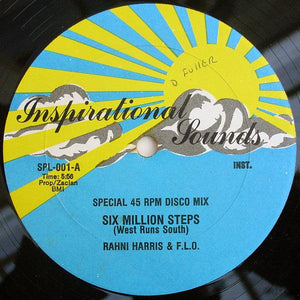 D FULLER
Inspirational
Sounds
SPL-001-A
Time: 5:56
Prop/Zacian
BMI
INST.
SPECIAL 45 RPM DISCO MIX
SIX MILLION STEPS
(West Runs South)
RAHNI HARRIS & F.L.O.